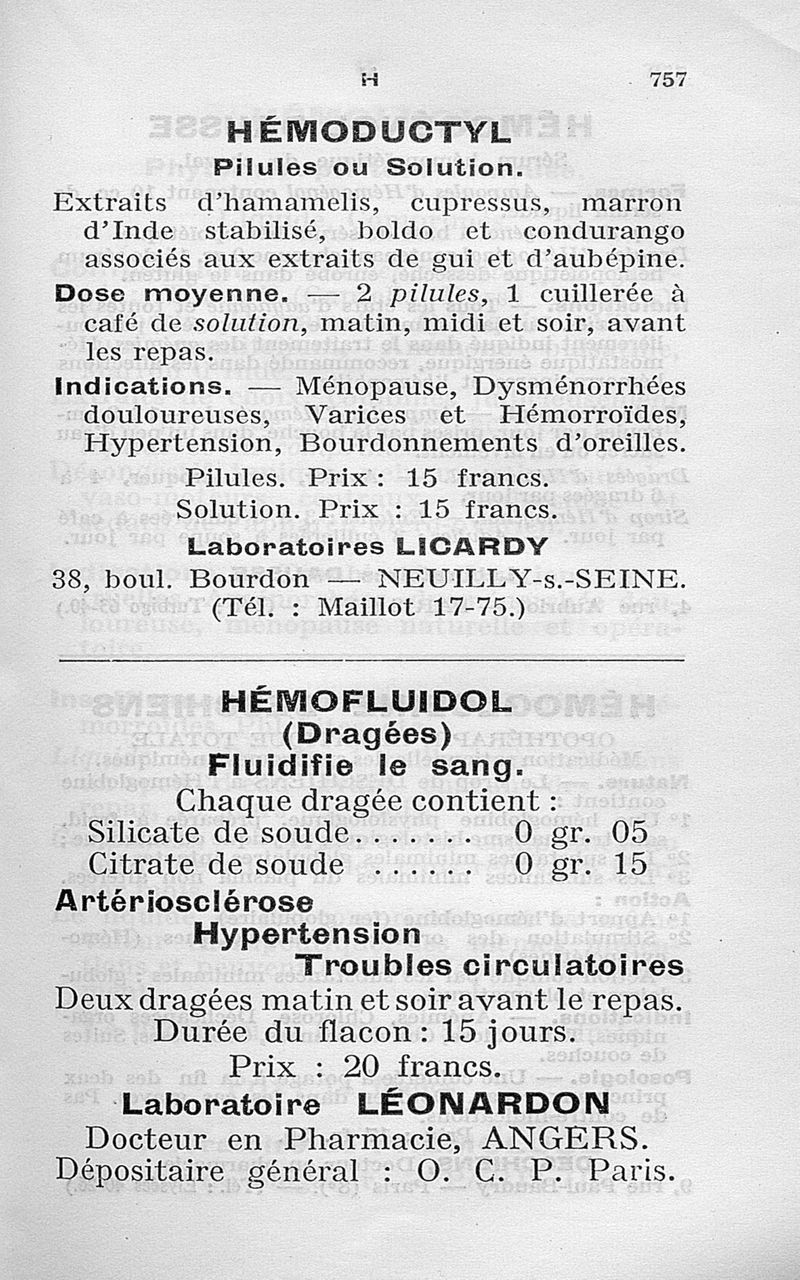 H 757
HÉMODUCTYL
Pilules ou Solution.
Extraits d'hamamelis, cupressus, marron
d'Inde stabilisé, boldo et condurango
associés aux extraits de gui et d'aubépine.
Dose moyenne. — 2 pilules, 1 cuillerée à
café de solution, matin, midi et soir, avant
les repas.
Indications. — Ménopause, Dysménorrhées
douloureuses, Varices et Hémorroïdes,
Hypertension, Bourdonnements d'oreilles.
Pilules. Prix : 15 francs.
Solution. Prix : 15 francs.
Laboratoires LICARDY
38, boul. Bourdon — NEUILLY-s.-SEINE.
(Tél. : Maillot 17-75.)
HÉMOFLUIDOL
(Dragées)
Fluidifie le sang.
Chaque dragée contient :
Silicate de soude....... 0 gr. 05
Citrate de soude ...... 0 gr. 15
Artériosclérose
Hypertension
Troubles circulatoires
Deux dragées matin et soir avant le repas.
Durée du flacon : 15 jours.
Prix : 20 francs.
Laboratoire LÉONARDON
Docteur en Pharmacie, ANGERS.
Dépositaire général : O. C. P. Paris.